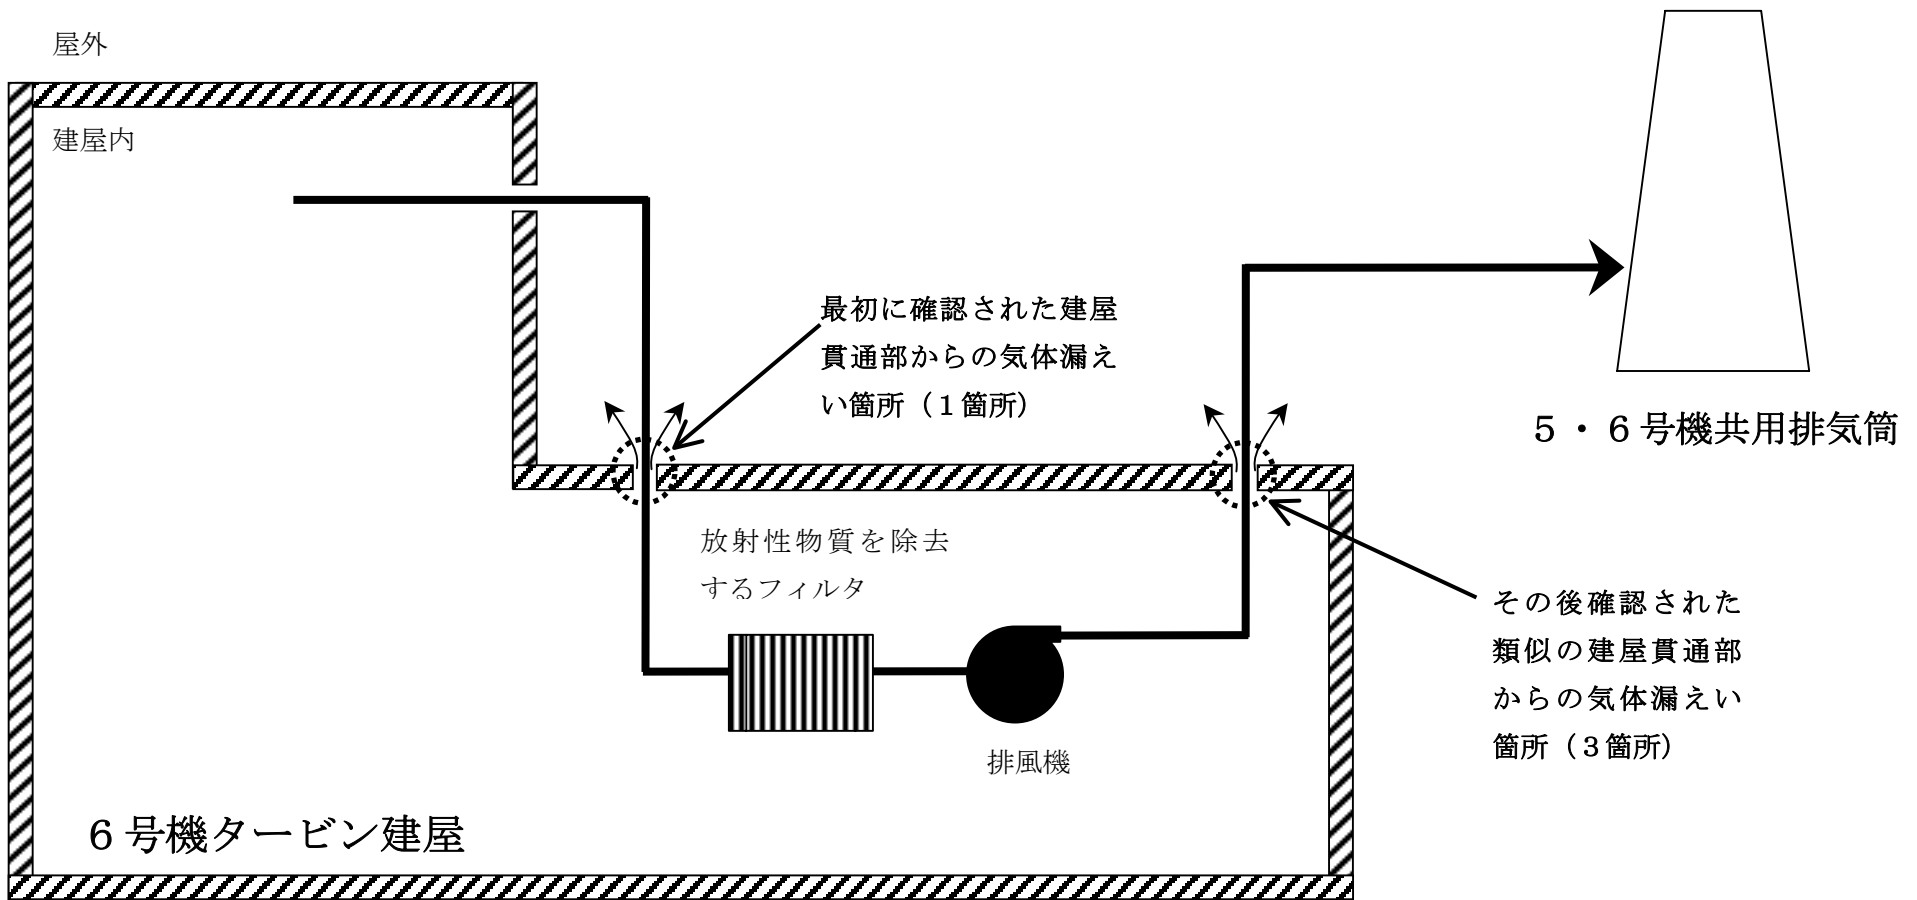 屋外
建屋内
最初に確認された建屋
貫通部からの気体漏え
い箇所（１箇所）
５・６号機共用排気筒
放射性物質を除去
するフィルタ
その後確認された
類似の建屋貫通部
からの気体漏えい
箇所（３箇所）
排風機
６号機タービン建屋